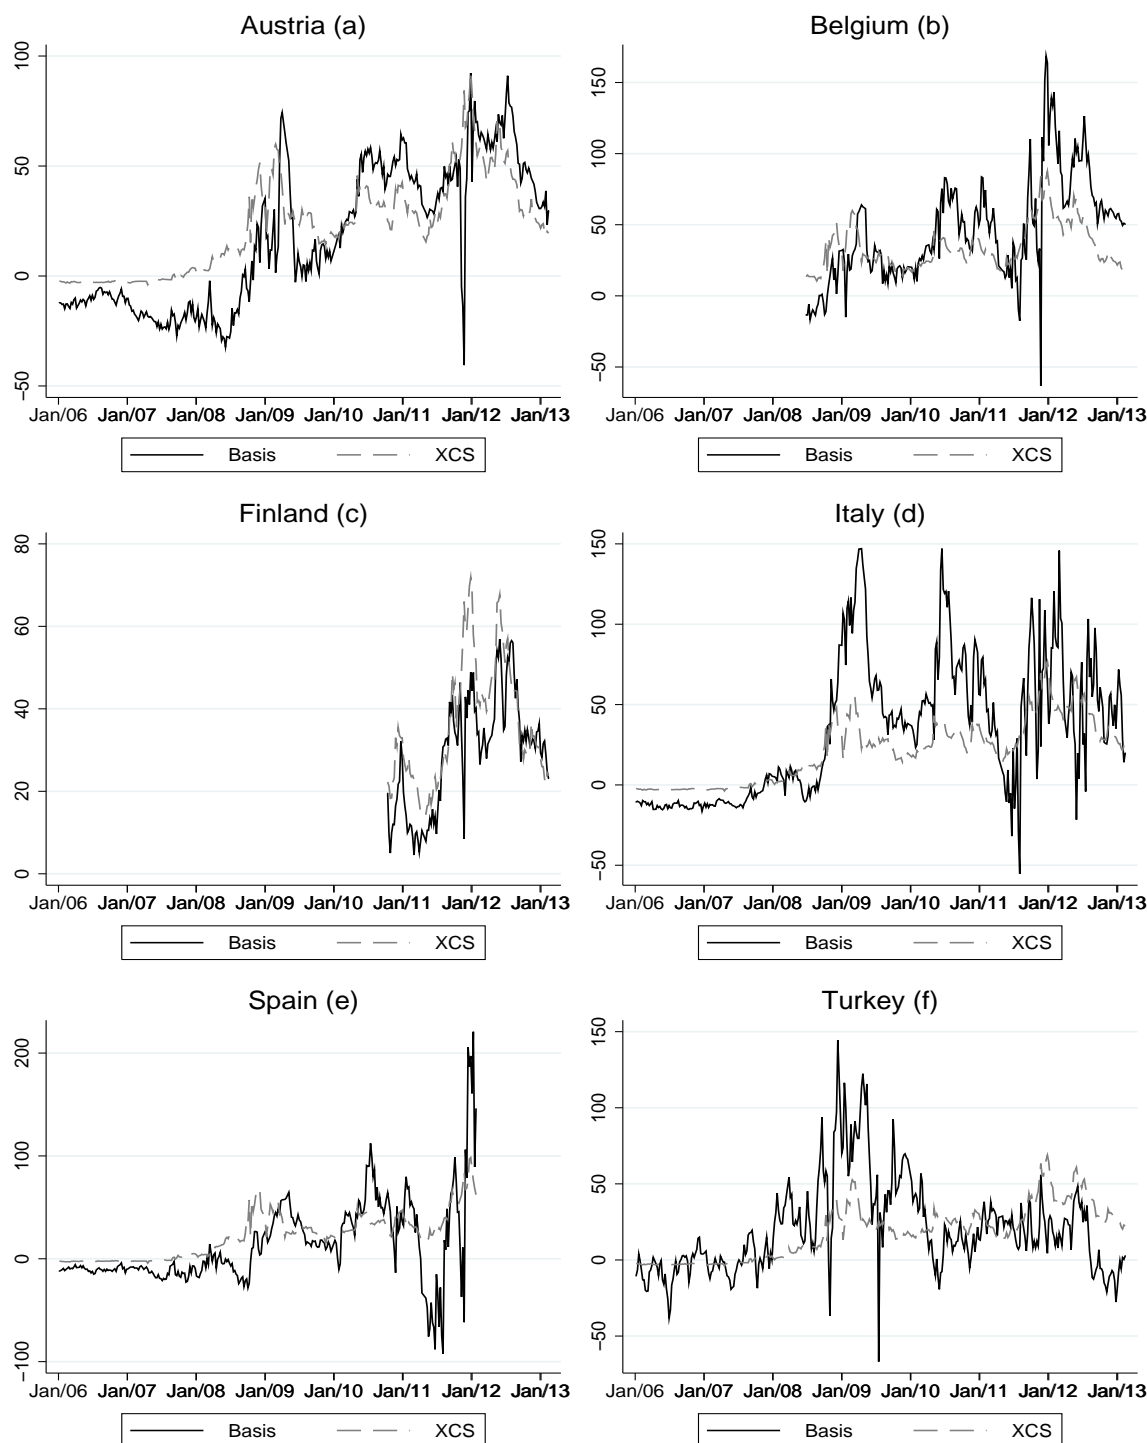 Austria (a)
100
50
0
−50
Jan/06 Jan/07 Jan/08 Jan/09 Jan/10 Jan/11 Jan/12 Jan/13
Basis XCS
Belgium (b)
150
100
50
0
−50
Jan/06 Jan/07 Jan/08 Jan/09 Jan/10 Jan/11 Jan/12 Jan/13
Basis XCS
Finland (c)
80
60
40
20
0
Jan/06 Jan/07 Jan/08 Jan/09 Jan/10 Jan/11 Jan/12 Jan/13
Basis XCS
Italy (d)
150
100
50
0
−50
Jan/06 Jan/07 Jan/08 Jan/09 Jan/10 Jan/11 Jan/12 Jan/13
Basis XCS
Spain (e)
200
100
0
−100
Jan/06 Jan/07 Jan/08 Jan/09 Jan/10 Jan/11 Jan/12 Jan/13
Basis XCS
Turkey (f)
150
100
50
0
−50
Jan/06 Jan/07 Jan/08 Jan/09 Jan/10 Jan/11 Jan/12 Jan/13
Basis XCS